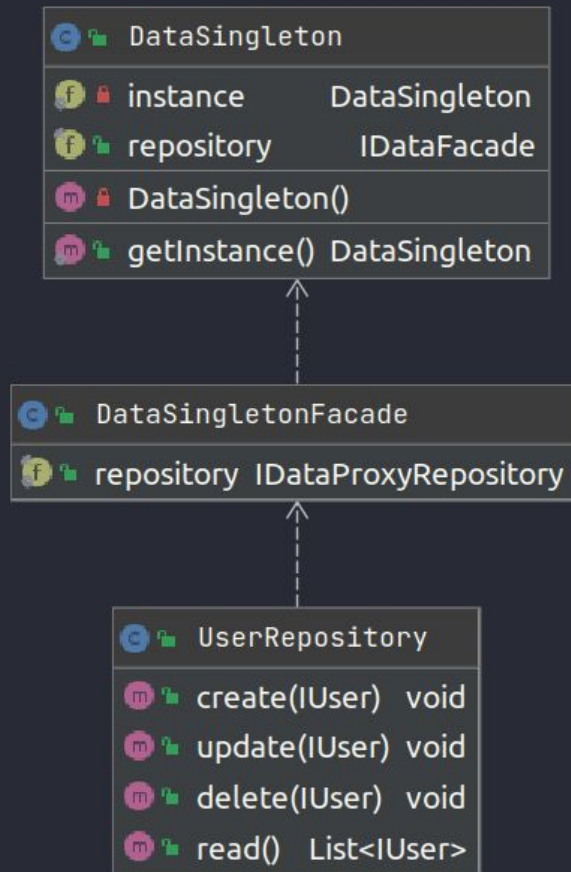 DataSingleton
instance DataSingleton
repository IDataFacade
DataSingleton()
getInstance() DataSingleton
DataSingletonFacade
repository IDataProxyRepository
UserRepository
create(IUser) void
update(IUser) void
delete(IUser) void
read() List<IUser>